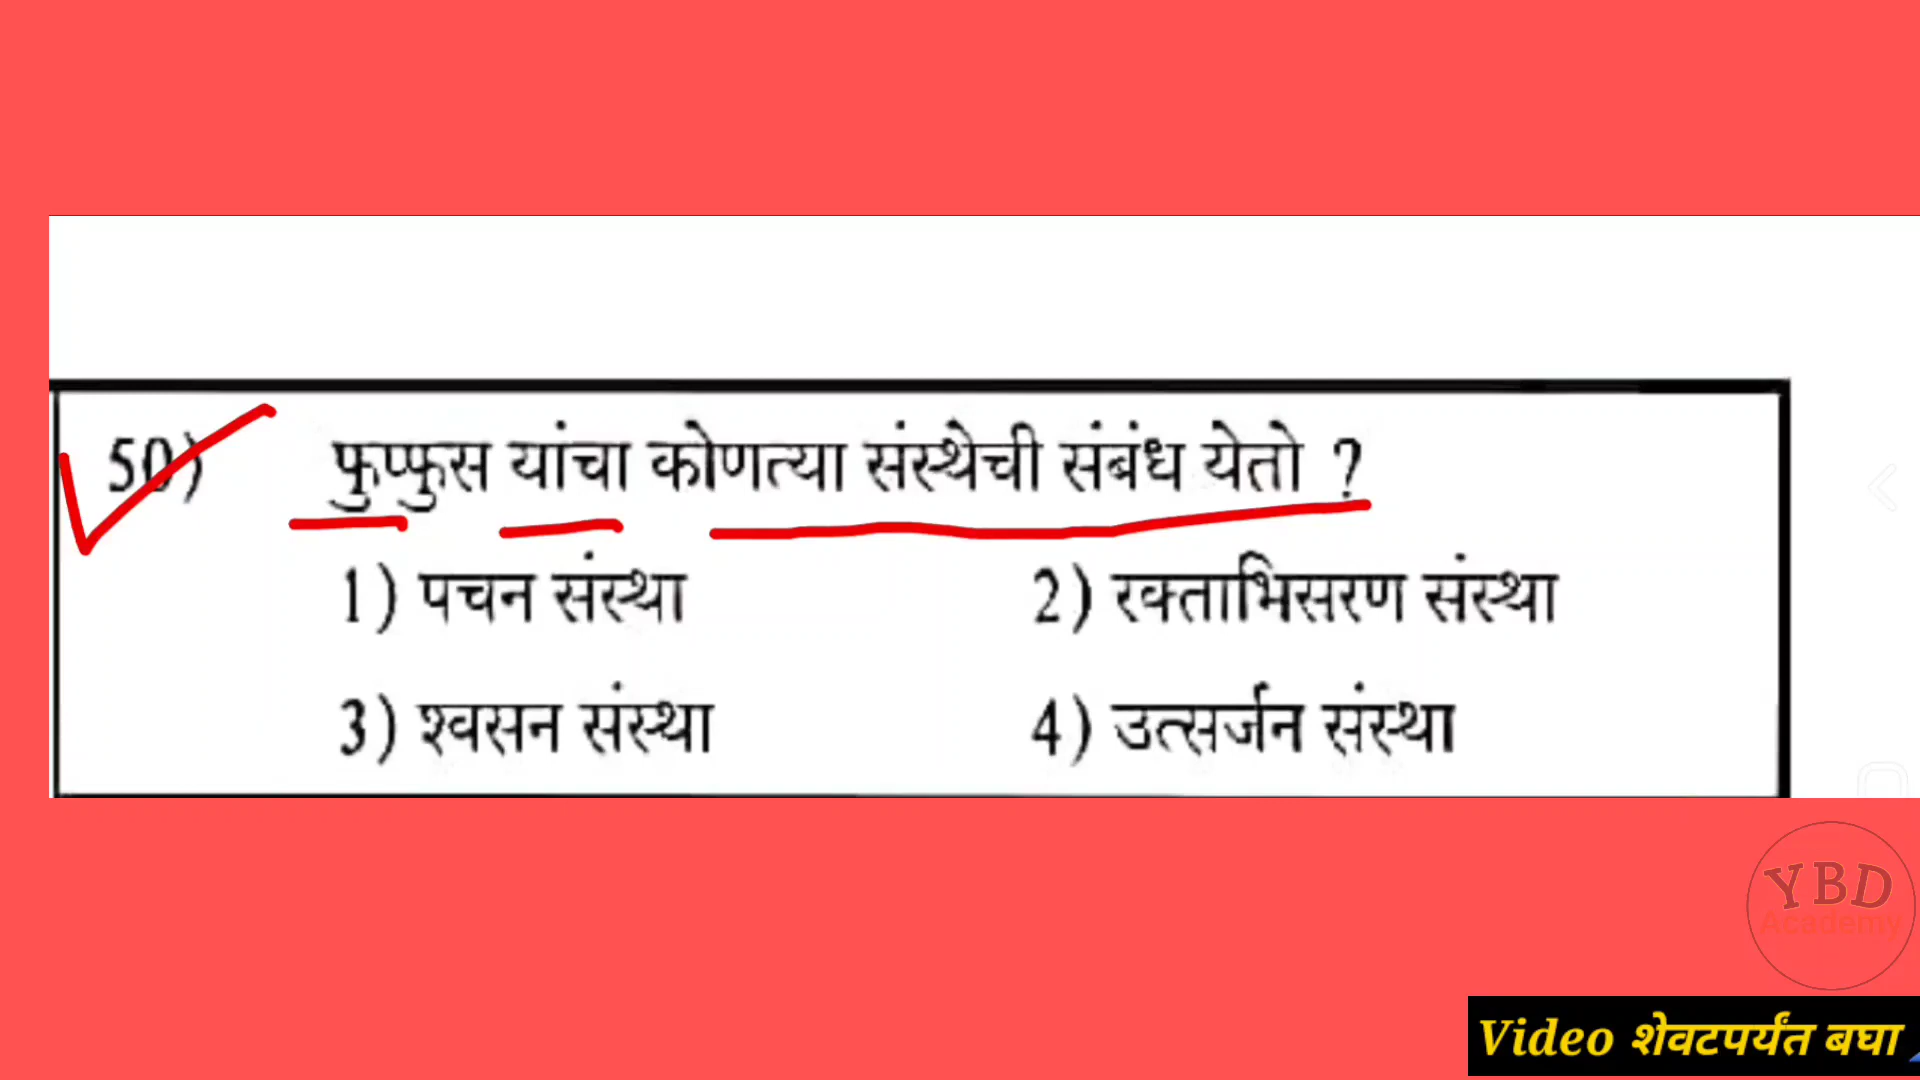 50) फुप्फुस यांचा कोणत्या संस्थेची संबंध येतो ?
1) पचन संस्था 2) रक्ताभिसरण संस्था
3) श्वसन संस्था 4) उत्सर्जन संस्था
YBD
Academy
Video शेवटपर्यंत बघा